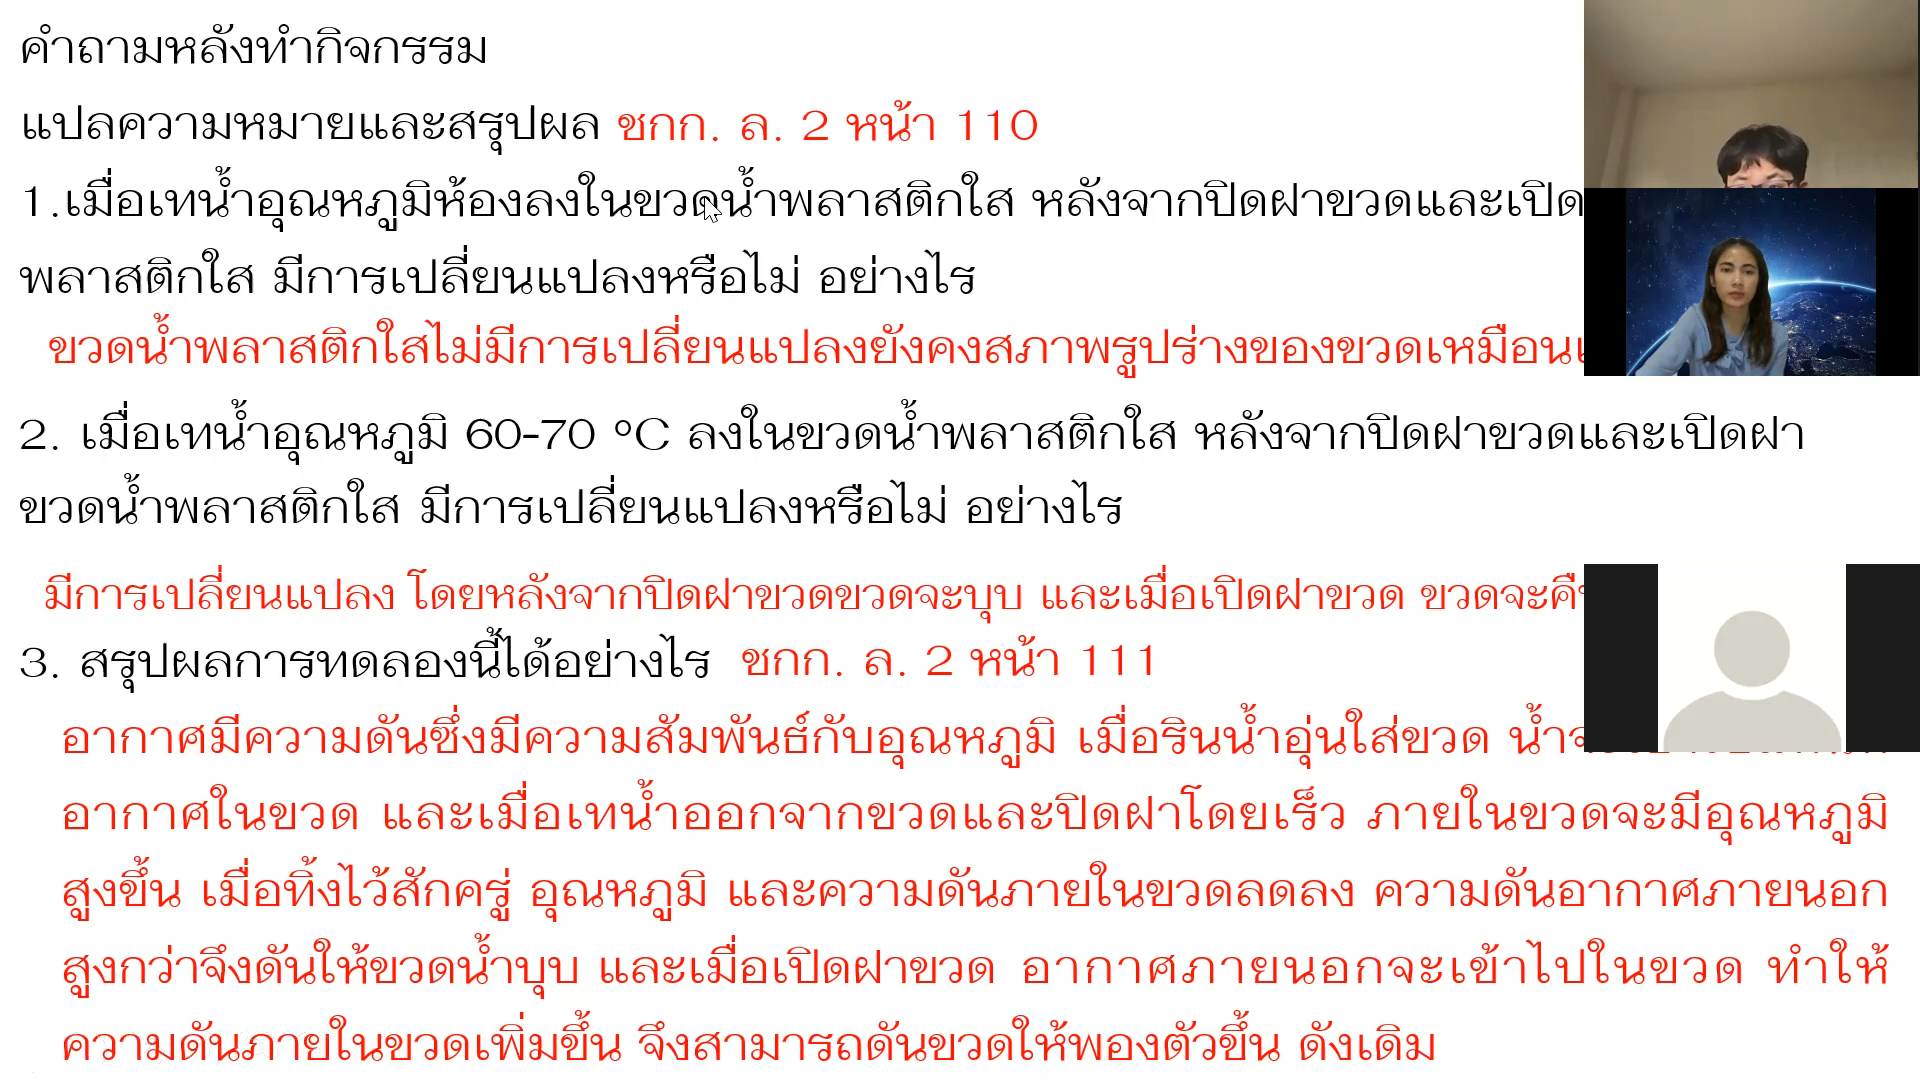 คำถามหลังทำกิจกรรม
แปลความหมายและสรุปผล ชกก. ล. 2 หน้า 110
1.เมื่อเทน้ำอุณหภูมิห้องลงในขวดน้ำพลาสติกใส หลังจากปิดฝาขวดและเปิด
พลาสติกใส มีการเปลี่ยนแปลงหรือไม่ อย่างไร
ขวดน้ำพลาสติกใสไม่มีการเปลี่ยนแปลงยังคงสภาพรูปร่างของขวดเหมือน
2. เมื่อเทน้ำอุณหภูมิ 60-70 °C ลงในขวดน้ำพลาสติกใส หลังจากปิดฝาขวดและเปิดฝา
ขวดน้ำพลาสติกใส มีการเปลี่ยนแปลงหรือไม่ อย่างไร
มีการเปลี่ยนแปลง โดยหลังจากปิดฝาขวดขวดจะบุบ และเมื่อเปิดฝาขวด ขวดจะ
3. สรุปผลการทดลองนี้ได้อย่างไร ชกก. ล. 2 หน้า 111
อากาศมีความดันซึ่งมีความสัมพันธ์กับอุณหภูมิ เมื่อรินน้ำอุ่นใส่ขวด น้ำ
อากาศในขวด และเมื่อเทน้ำออกจากขวดและปิดฝาโดยเร็ว ภายในขวดจะมีอุณหภูมิ
สูงขึ้น เมื่อทิ้งไว้สักครู่ อุณหภูมิ และความดันภายในขวดลดลง ความดันอากาศภายนอก
สูงกว่าจึงดันให้ขวดน้ำบุบ และเมื่อเปิดฝาขวด อากาศภายนอกจะเข้าไปในขวด ทำให้
ความดันภายในขวดเพิ่มขึ้น จึงสามารถดันขวดให้พองตัวขึ้น ดังเดิม